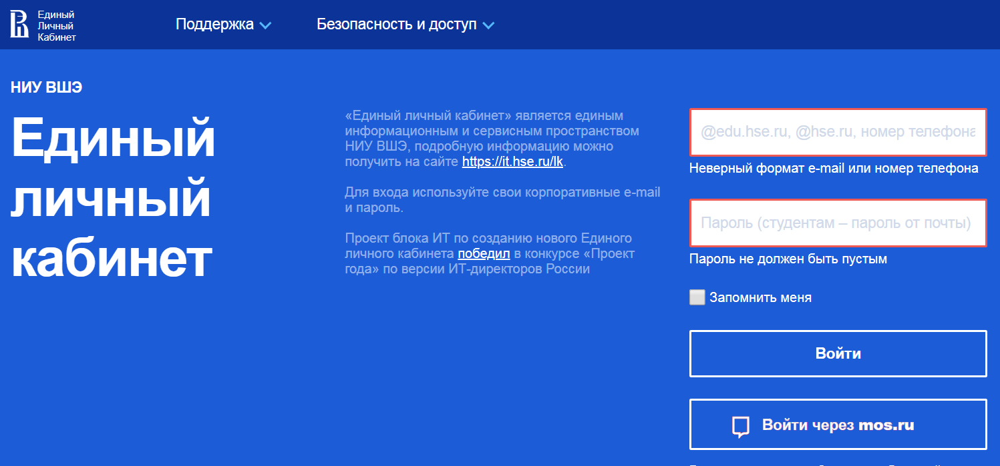 Единый
Личный
Кабинет
Поддержка
Безопасность и доступ
НИУ ВШЭ
Единый
личный
кабинет
«Единый личный кабинет» является единым
информационным и сервисным пространством
НИУ ВШЭ, подробную информацию можно
получить на сайте https://it.hse.ru/lk.
Для входа используйте свои корпоративные e-mail
и пароль.
Проект блока ИТ по созданию нового Единого
личного кабинета победил в конкурсе «Проект
года» по версии ИТ-директоров России
@edu.hse.ru, @hse.ru, номер телефона
Неверный формат e-mail или номер телефона
Пароль (студентам – пароль от почты)
Пароль не должен быть пустым
Запомнить меня
Войти
Войти через mos.ru